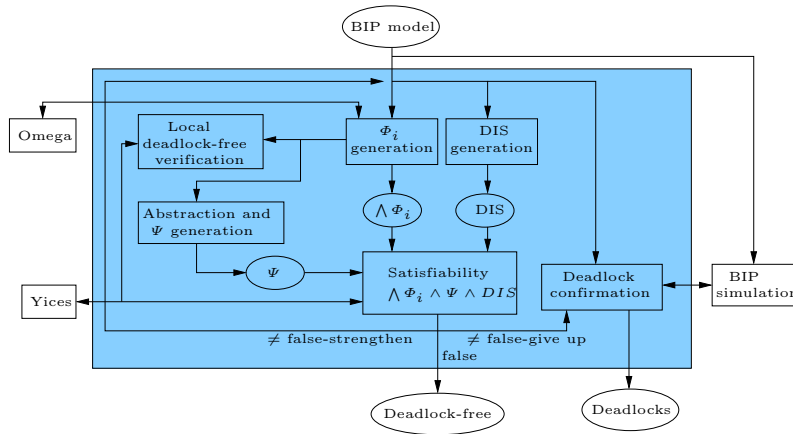 BIP model
Omega
Local
deadlock-free
verification
Φi
generation
DIS
generation
Abstraction and
Ψ generation
⋀ Φi
DIS
Ψ
Satisfiability
⋀ Φi ∧ Ψ ∧ DIS
Deadlock
confirmation
BIP
simulation
Yices
≠ false-strengthen
≠ false-give up
false
Deadlock-free
Deadlocks